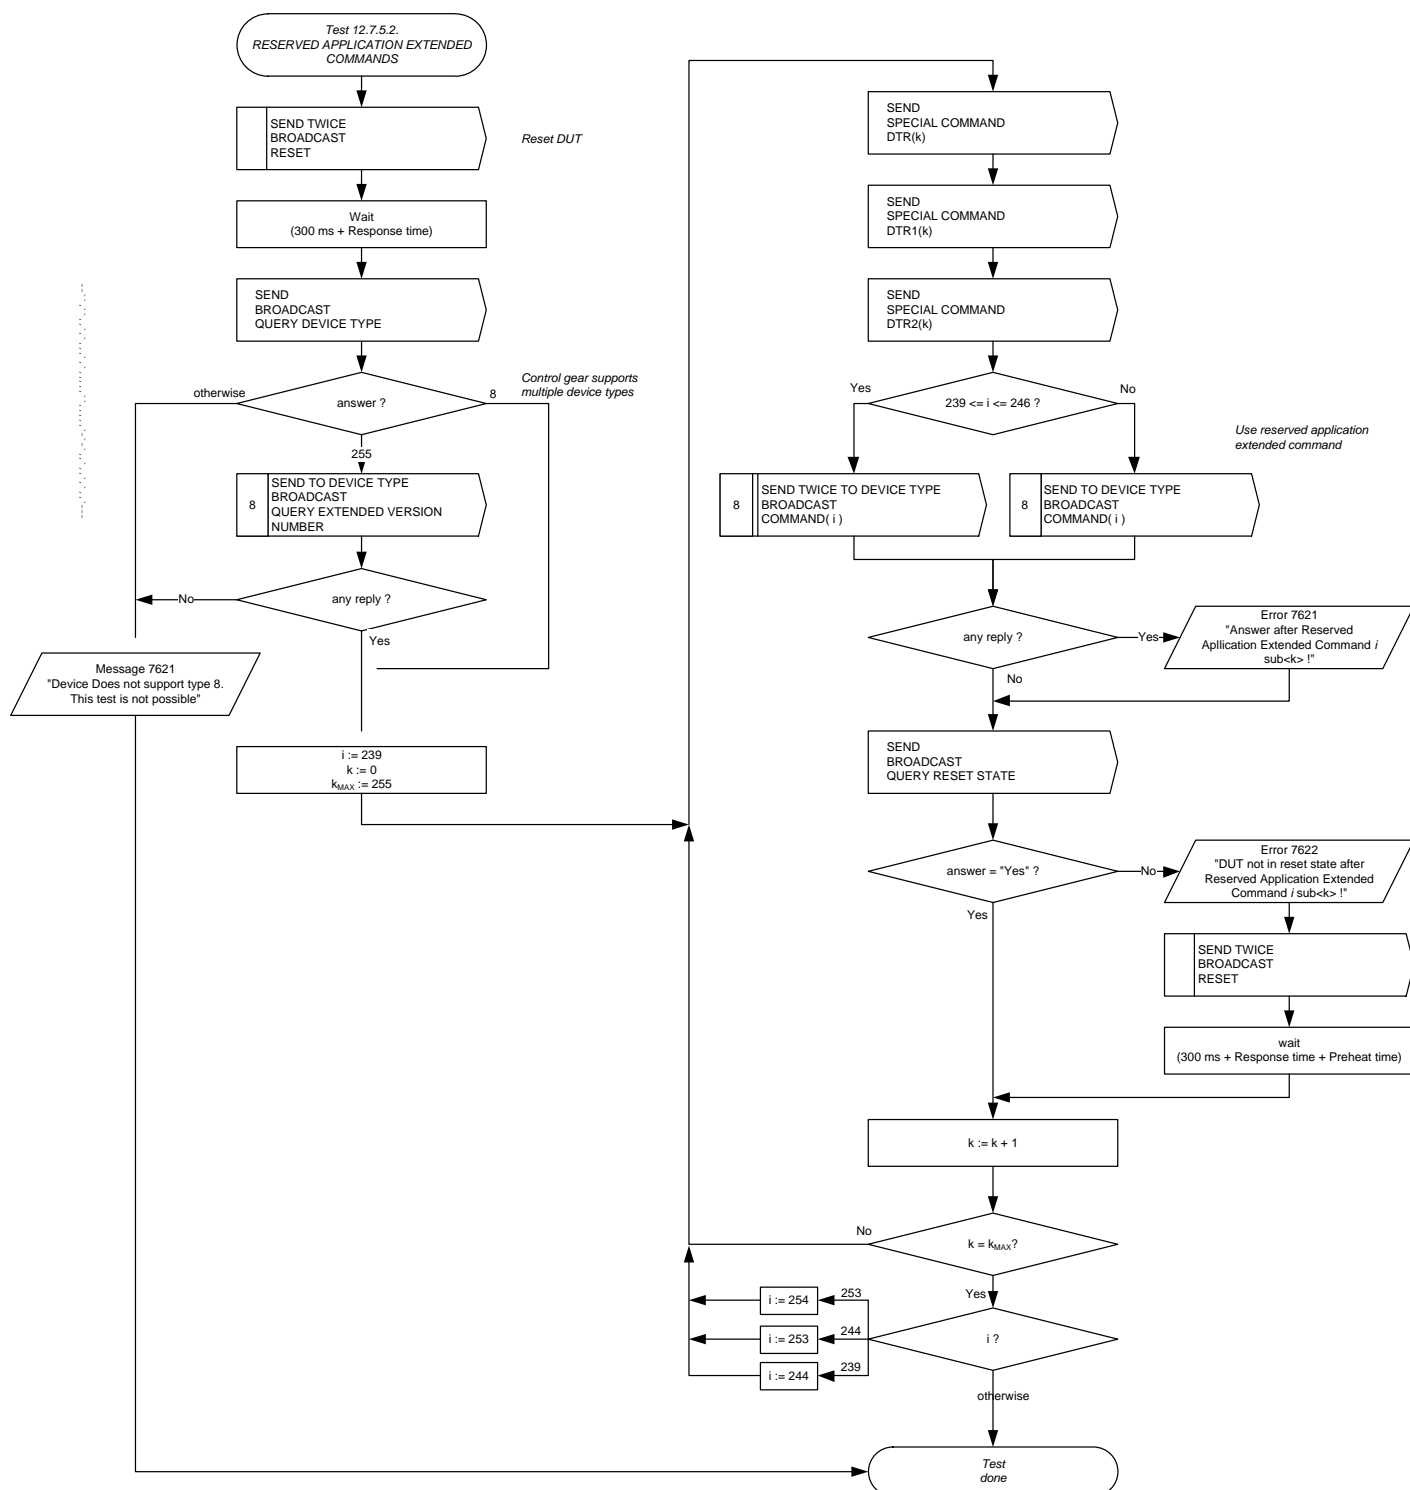 Test 12.7.5.2.
RESERVED APPLICATION EXTENDED
COMMANDS
SEND TWICE
BROADCAST
RESET
Reset DUT
Wait
(300 ms + Response time)
SEND
BROADCAST
QUERY DEVICE TYPE
answer ?
otherwise
8
Control gear supports
multiple device types
255
8
SEND TO DEVICE TYPE
BROADCAST
QUERY EXTENDED VERSION
NUMBER
any reply ?
No
Yes
Message 7621
"Device Does not support type 8.
This test is not possible"
i := 239
k := 0
kMAX := 255
SEND
SPECIAL COMMAND
DTR(k)
SEND
SPECIAL COMMAND
DTR1(k)
SEND
SPECIAL COMMAND
DTR2(k)
239 <= i <= 246 ?
Yes
No
Use reserved application
extended command
8
SEND TWICE TO DEVICE TYPE
BROADCAST
COMMAND( i )
8
SEND TO DEVICE TYPE
BROADCAST
COMMAND( i )
any reply ?
Yes
Error 7621
"Answer after Reserved
Apllication Extended Command i
sub<k> !"
No
SEND
BROADCAST
QUERY RESET STATE
answer = "Yes" ?
No
Error 7622
"DUT not in reset state after
Reserved Application Extended
Command i sub<k> !"
Yes
SEND TWICE
BROADCAST
RESET
wait
(300 ms + Response time + Preheat time)
k := k + 1
No
k = kMAX?
Yes
253
i := 254
244
i := 253
239
i := 244
i ?
otherwise
Test
done